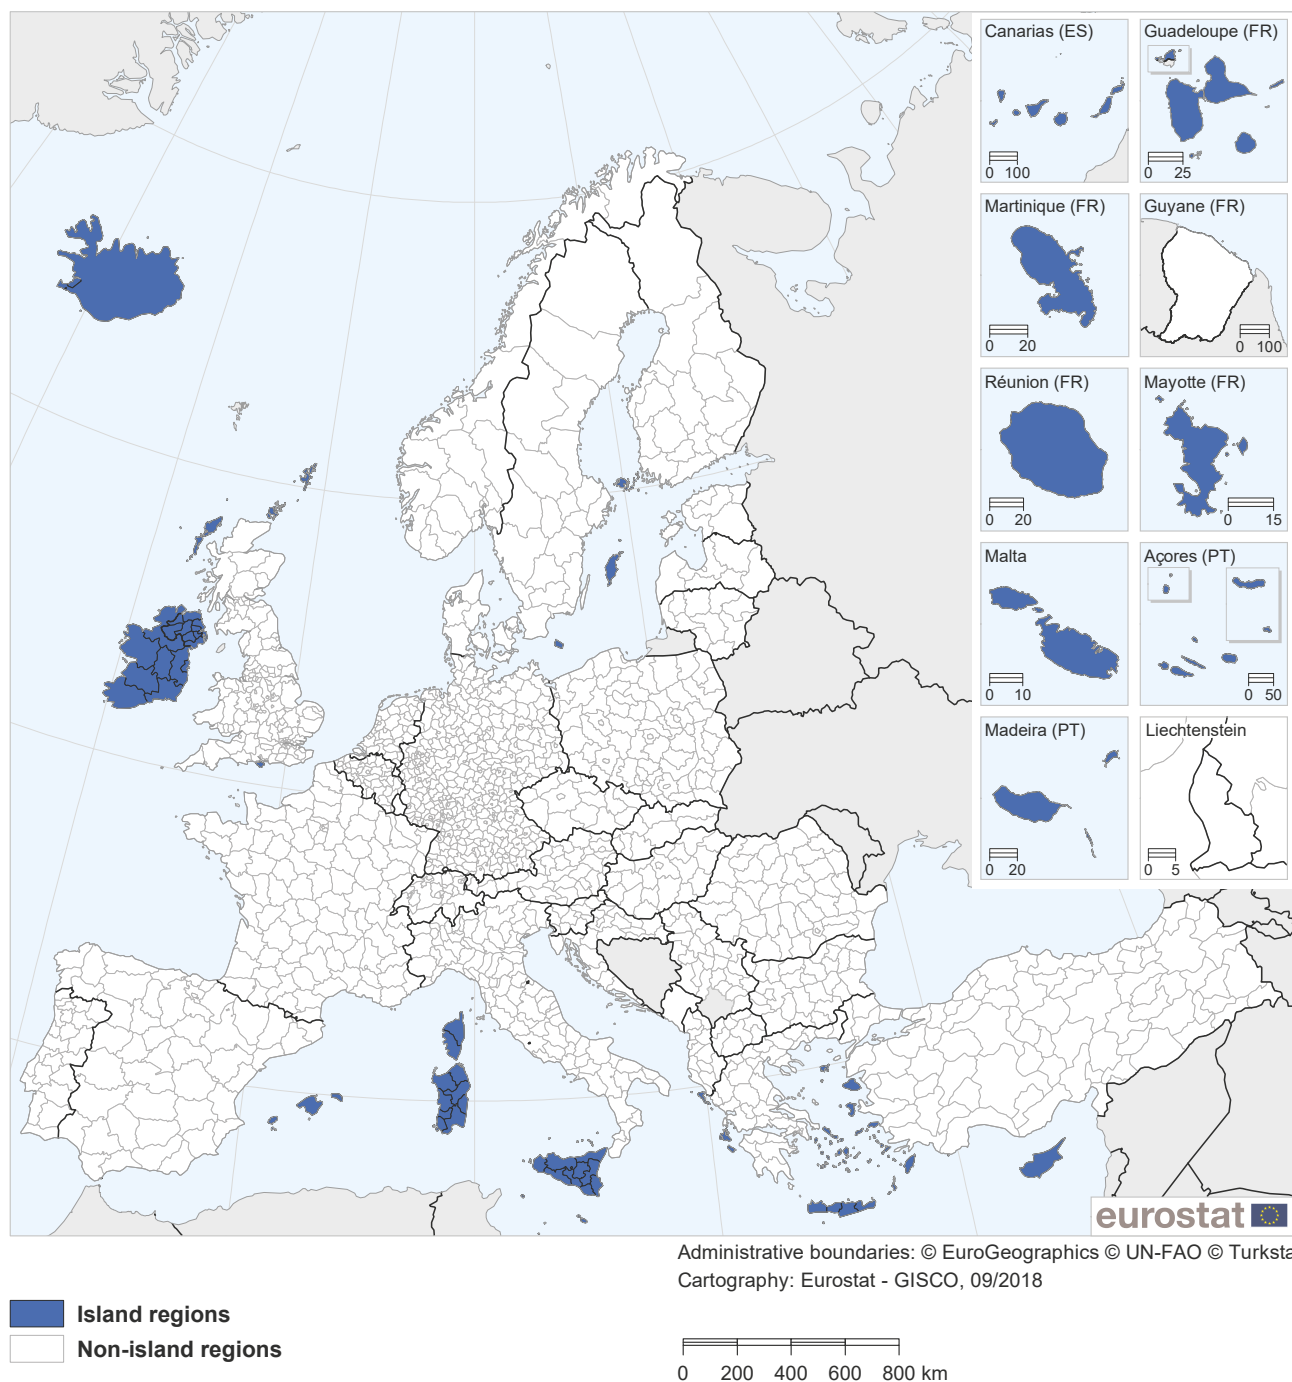 Canarias (ES)
0 100
Guadeloupe (FR)
0 25
Martinique (FR)
0 20
Guyane (FR)
0 100
Réunion (FR)
0 20
Mayotte (FR)
0 15
Malta
0 10
Açores (PT)
0 50
Madeira (PT)
0 20
Liechtenstein
0 5
eurostat
Administrative boundaries: © EuroGeographics © UN-FAO © Turksta
Cartography: Eurostat - GISCO, 09/2018
Island regions
Non-island regions
0 200 400 600 800 km